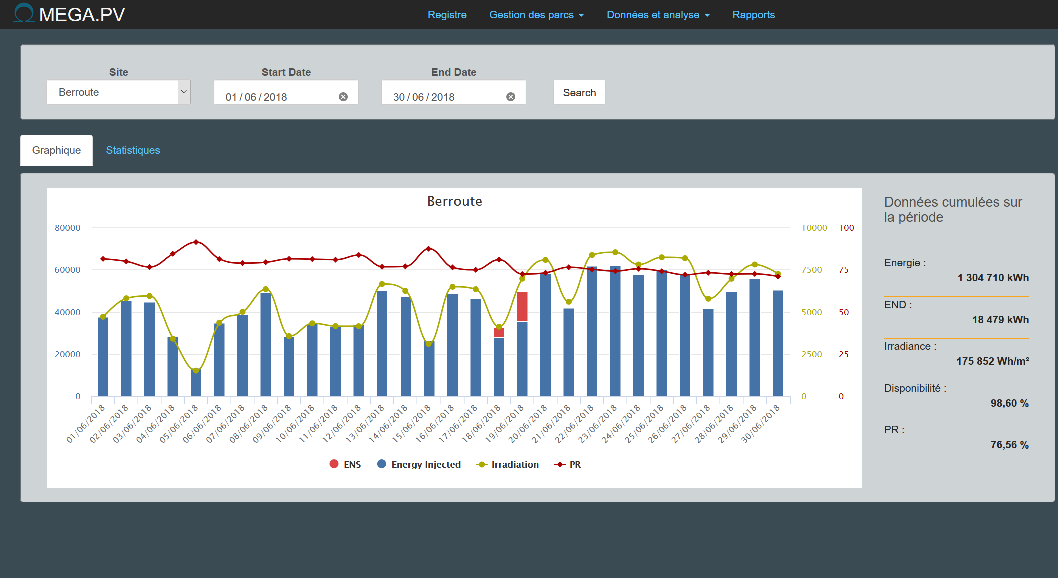 MEGA.PV
Registre Gestion des parcs Données et analyse Rapports
Site Start Date End Date
Berroute 01 / 06 / 2018 30 / 06 / 2018 Search
Graphique Statistiques
Berroute
80000 10000 100
60000 7500 75
40000 5000 50
20000 2500 25
0 0 0
01/06/2018 02/06/2018 03/06/2018 04/06/2018 05/06/2018 06/06/2018 07/06/2018 08/06/2018 09/06/2018 10/06/2018 11/06/2018 12/06/2018 13/06/2018 14/06/2018 15/06/2018 16/06/2018 17/06/2018 18/06/2018 19/06/2018 20/06/2018 21/06/2018 22/06/2018 23/06/2018 24/06/2018 25/06/2018 26/06/2018 27/06/2018 28/06/2018 29/06/2018 30/06/2018
ENS Energy Injected Irradiation PR
Données cumulées sur
la période
Energie :
1 304 710 kWh
END :
18 479 kWh
Irradiance :
175 852 Wh/m²
Disponibilité :
98,60 %
PR :
76,56 %